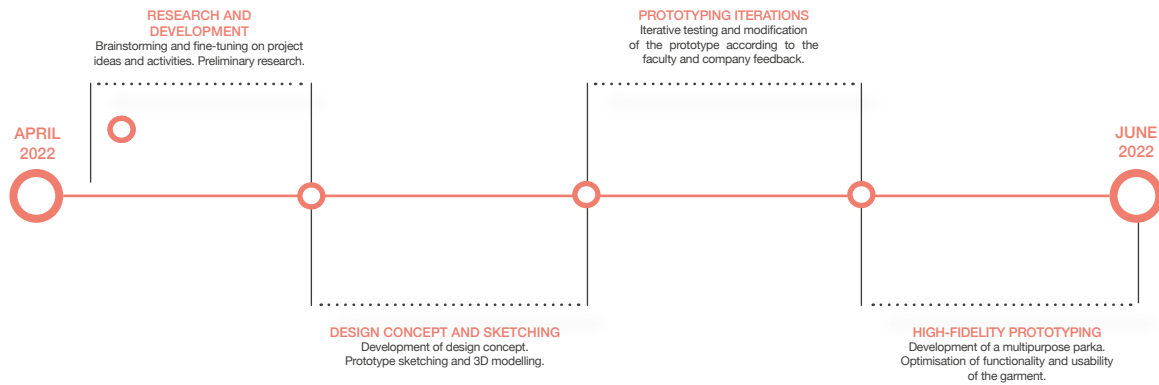 RESEARCH AND
DEVELOPMENT
Brainstorming and fine-tuning on project
ideas and activities. Preliminary research.
PROTOTYPING ITERATIONS
Iterative testing and modification
of the prototype according to the
faculty and company feedback.
APRIL
2022
JUNE
2022
DESIGN CONCEPT AND SKETCHING
Development of design concept.
Prototype sketching and 3D modelling.
HIGH-FIDELITY PROTOTYPING
Development of a multipurpose parka.
Optimisation of functionality and usability
of the garment.